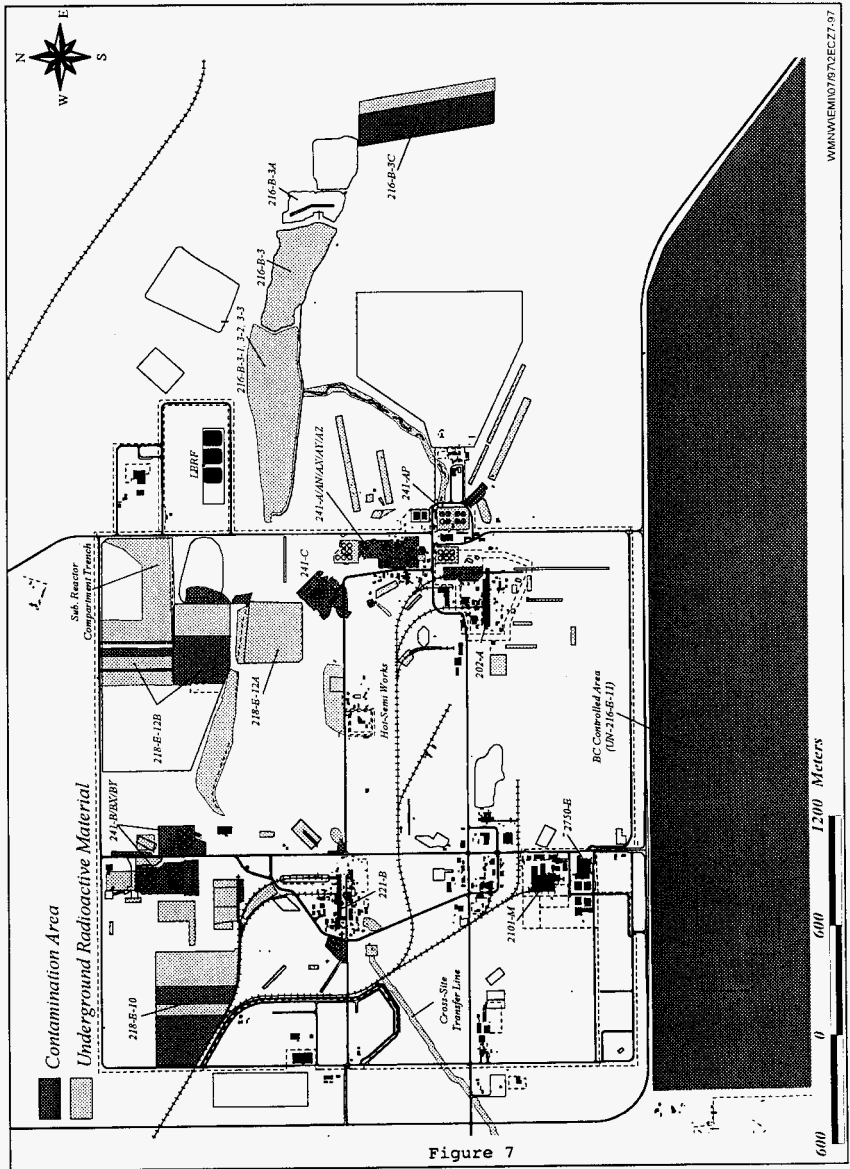 N
E
S
W
Contamination Area
Underground Radioactive Material
241-B/BX/BY
218-E-10
218-E-12B
218-E-12A
Sub. Reactor
Compartment Trench
LBRF
216-B-3-1, 3-2, 3-3
216-B-3
216-B-3A
216-B-3C
241-C
241-A/AN/AX/AY/AZ
241-AP
Hot-Semi Works
221-B
202-A
Cross-Site
Transfer Line
2101-M
2750-E
BC Controlled Area
(UN-216-E-11)
600 0 600 1200 Meters
WMNW\EMI\07/97\2ECZ7-97
Figure 7